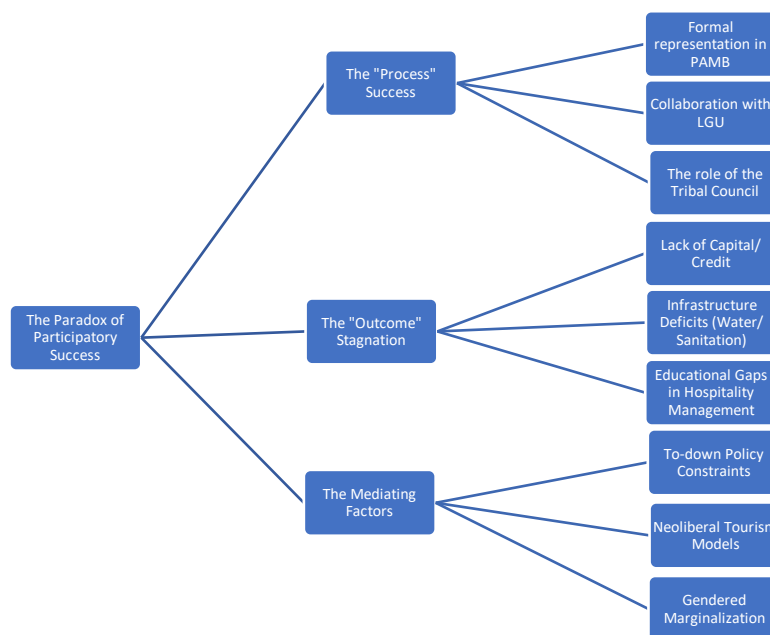 Formal
representation in
PAMB
The "Process"
Success
Collaboration with
LGU
The role of the
Tribal Council
Lack of Capital/
Credit
The Paradox of
Participatory
Success
The "Outcome"
Stagnation
Infrastructure
Deficits (Water/
Sanitation)
Educational Gaps
in Hospitality
Management
To-down Policy
Constraints
The Mediating
Factors
Neoliberal Tourism
Models
Gendered
Marginalization